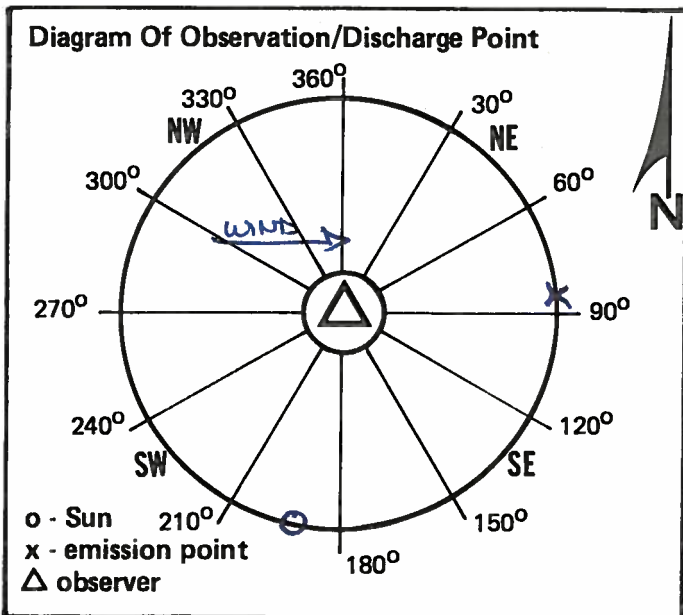 Diagram Of Observation/Discharge Point
360°
330°
30°
NW
NE
300°
60°
N
WIND
270°
90°
240°
120°
SW
SE
o - Sun
210°
150°
x - emission point
180°
△ observer